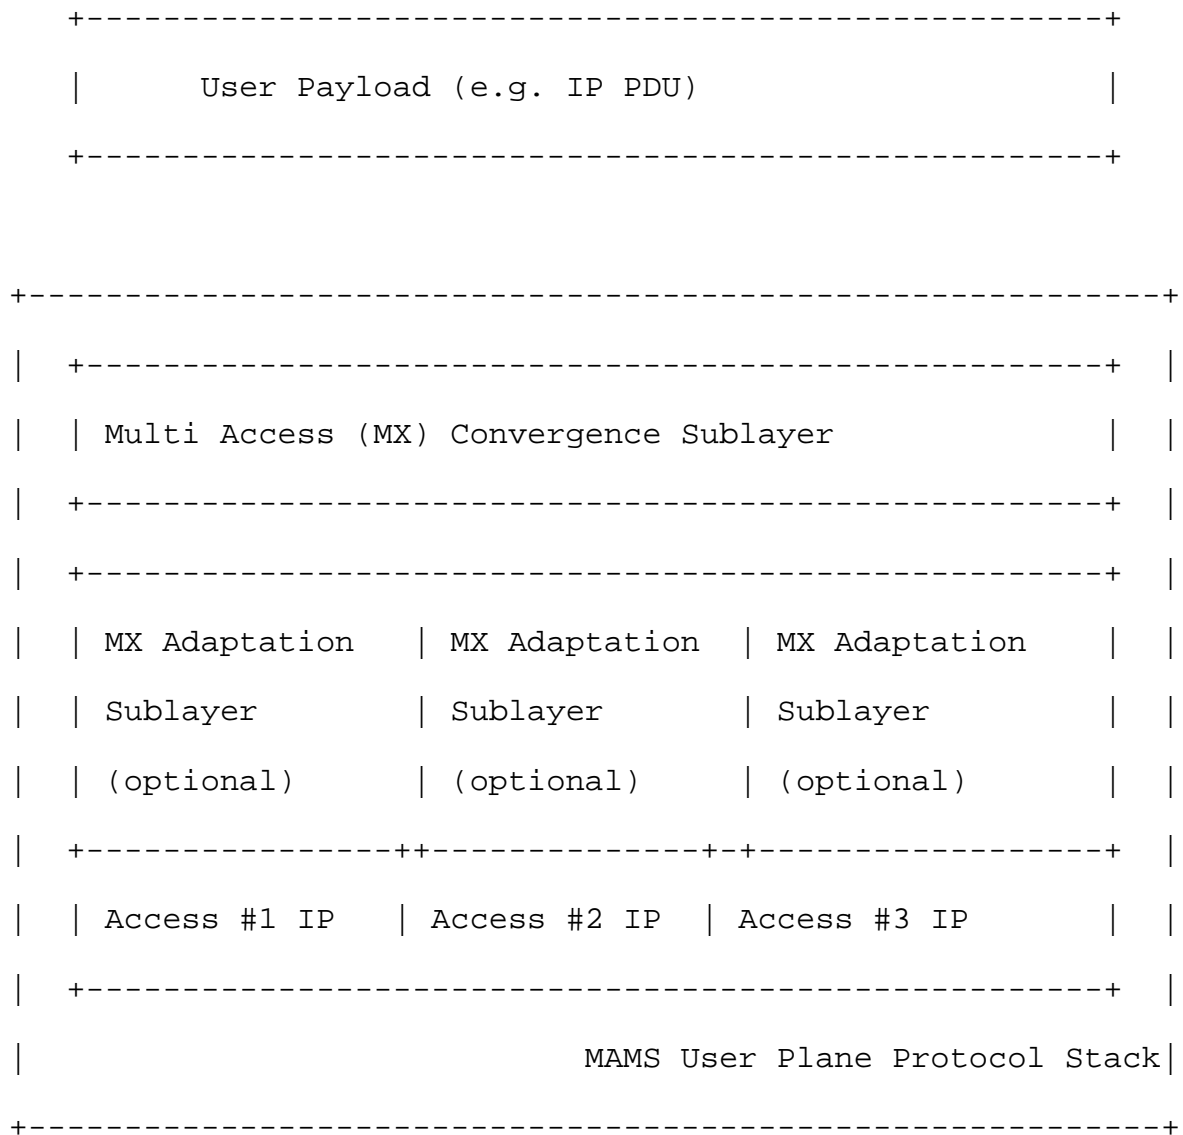 User Payload (e.g. IP PDU)
Multi Access (MX) Convergence Sublayer
MX Adaptation | MX Adaptation | MX Adaptation
Sublayer | Sublayer | Sublayer
(optional) | (optional) | (optional)
Access #1 IP | Access #2 IP | Access #3 IP
MAMS User Plane Protocol Stack